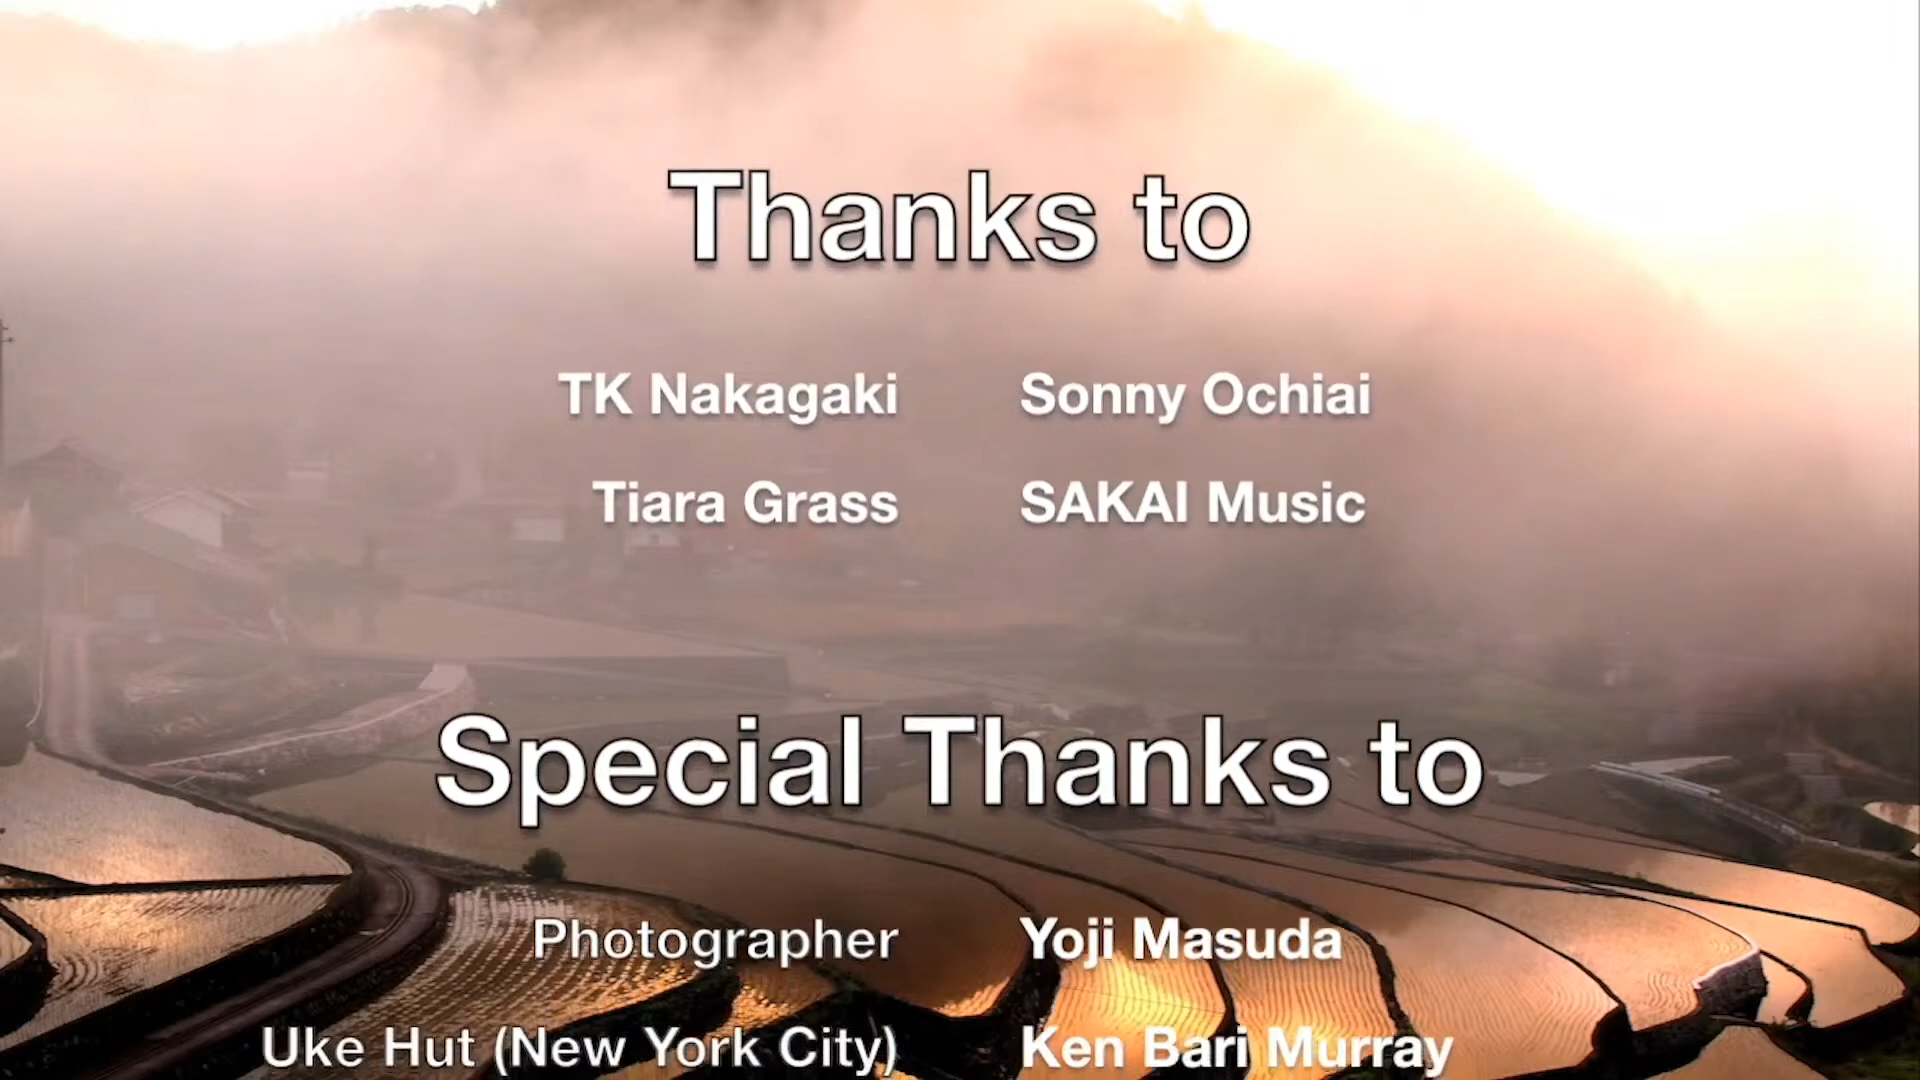 Thanks to
TK Nakagaki Sonny Ochiai
Tiara Grass SAKAI Music
Special Thanks to
Photographer Yoji Masuda
Uke Hut (New York City) Ken Bari Murray